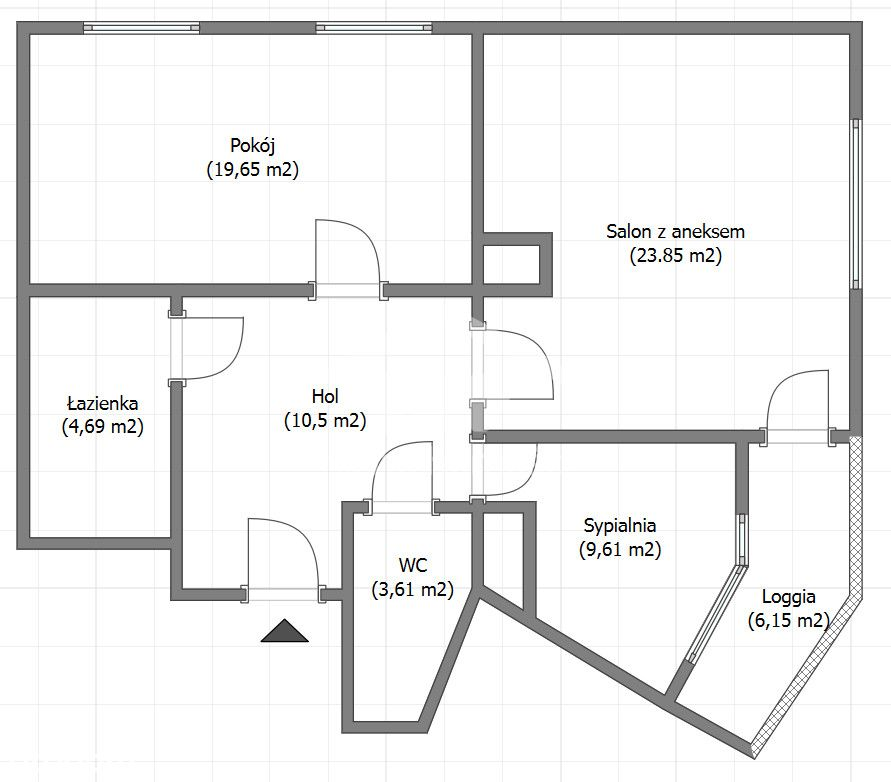 Pokój
(19,65 m2)
Salon z aneksem
(23.85 m2)
Hol
(10,5 m2)
Łazienka
(4,69 m2)
Sypialnia
(9,61 m2)
WC
(3,61 m2)
Loggia
(6,15 m2)